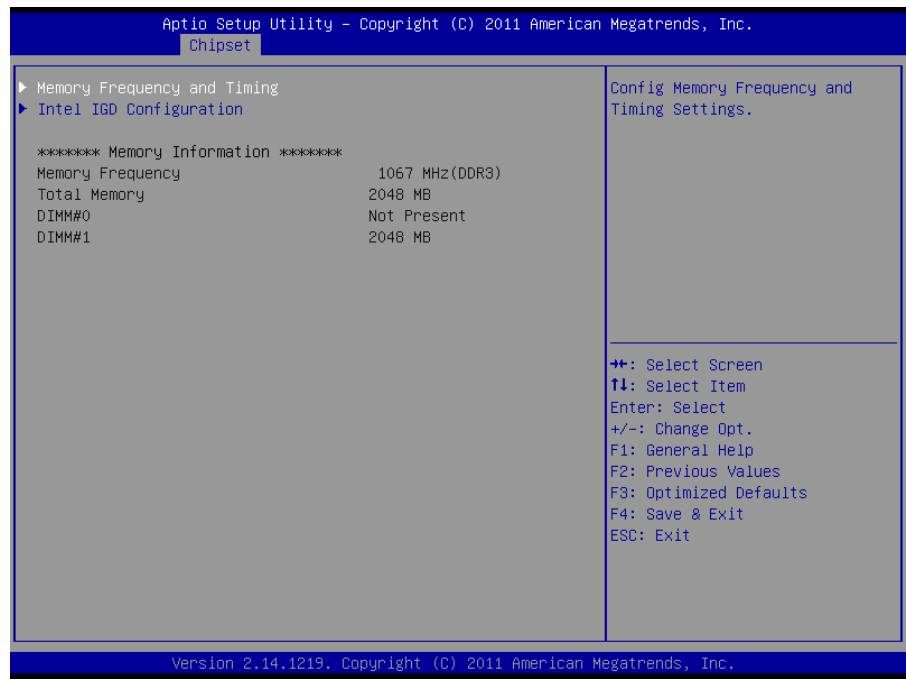 Aptio Setup Utility – Copyright (C) 2011 American Megatrends, Inc.
Chipset
▶ Memory Frequency and Timing
▶ Intel IGD Configuration
******* Memory Information *******
Memory Frequency 1067 MHz(DDR3)
Total Memory 2048 MB
DIMM#0 Not Present
DIMM#1 2048 MB
Config Memory Frequency and
Timing Settings.
→←: Select Screen
↑↓: Select Item
Enter: Select
+/-: Change Opt.
F1: General Help
F2: Previous Values
F3: Optimized Defaults
F4: Save & Exit
ESC: Exit
Version 2.14.1219. Copyright (C) 2011 American Megatrends, Inc.